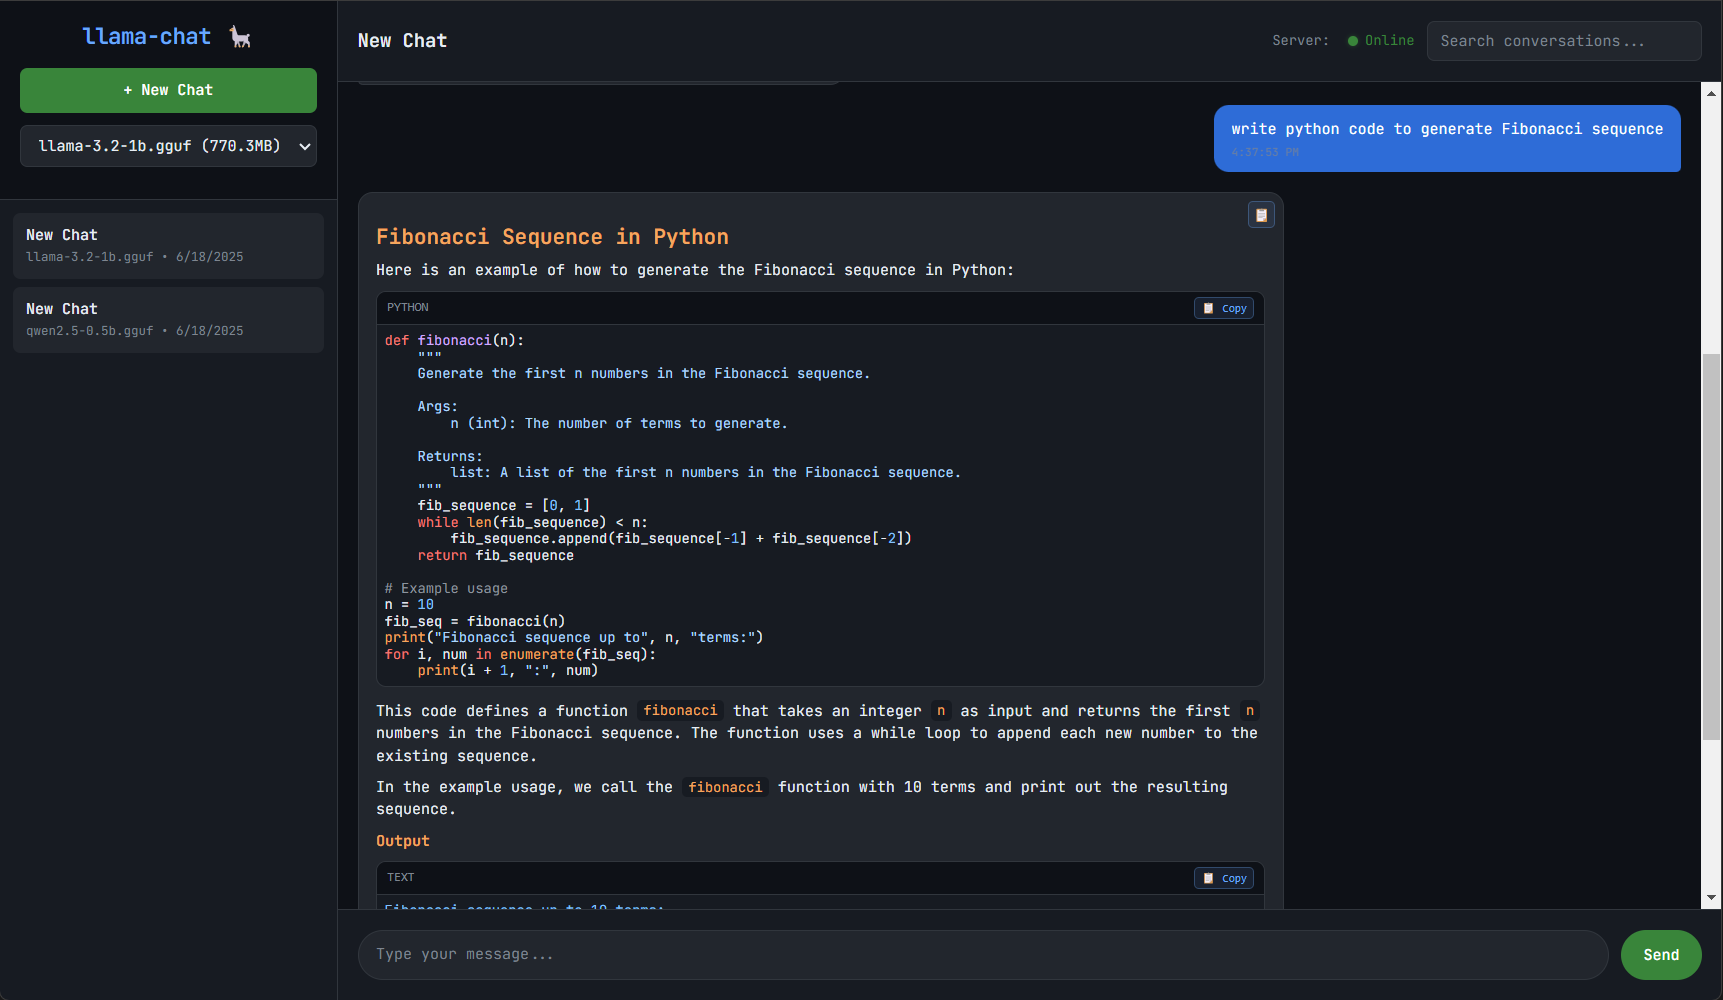 llama-chat
+ New Chat
llama-3.2-1b.gguf (770.3MB)
New Chat
llama-3.2-1b.gguf • 6/18/2025
New Chat
qwen2.5-0.5b.gguf • 6/18/2025
New Chat
Server:
Online
Search conversations...
write python code to generate Fibonacci sequence
4:37:53 PM
Fibonacci Sequence in Python
Here is an example of how to generate the Fibonacci sequence in Python:
PYTHON
Copy
def fibonacci(n):
    """
    Generate the first n numbers in the Fibonacci sequence.
    Args:
        n (int): The number of terms to generate.
    Returns:
        list: A list of the first n numbers in the Fibonacci sequence.
    """
    fib_sequence = [0, 1]
    while len(fib_sequence) < n:
        fib_sequence.append(fib_sequence[-1] + fib_sequence[-2])
    return fib_sequence
# Example usage
n = 10
fib_seq = fibonacci(n)
print("Fibonacci sequence up to", n, "terms:")
for i, num in enumerate(fib_seq):
    print(i + 1, ":", num)
This code defines a function fibonacci that takes an integer n as input and returns the first n
numbers in the Fibonacci sequence. The function uses a while loop to append each new number to the
existing sequence.
In the example usage, we call the fibonacci function with 10 terms and print out the resulting
sequence.
Output
TEXT
Copy
Fibonacci sequence up to 10 terms:
Type your message...
Send